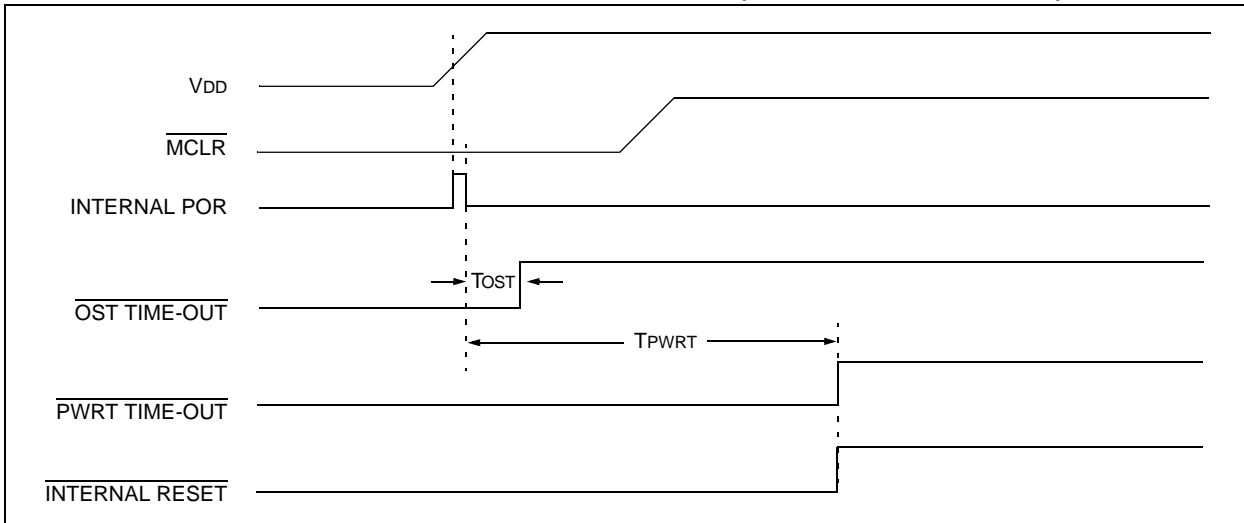 VDD
MCLR
INTERNAL POR
TOST
OST TIME-OUT
TPWRT
PWRT TIME-OUT
INTERNAL RESET